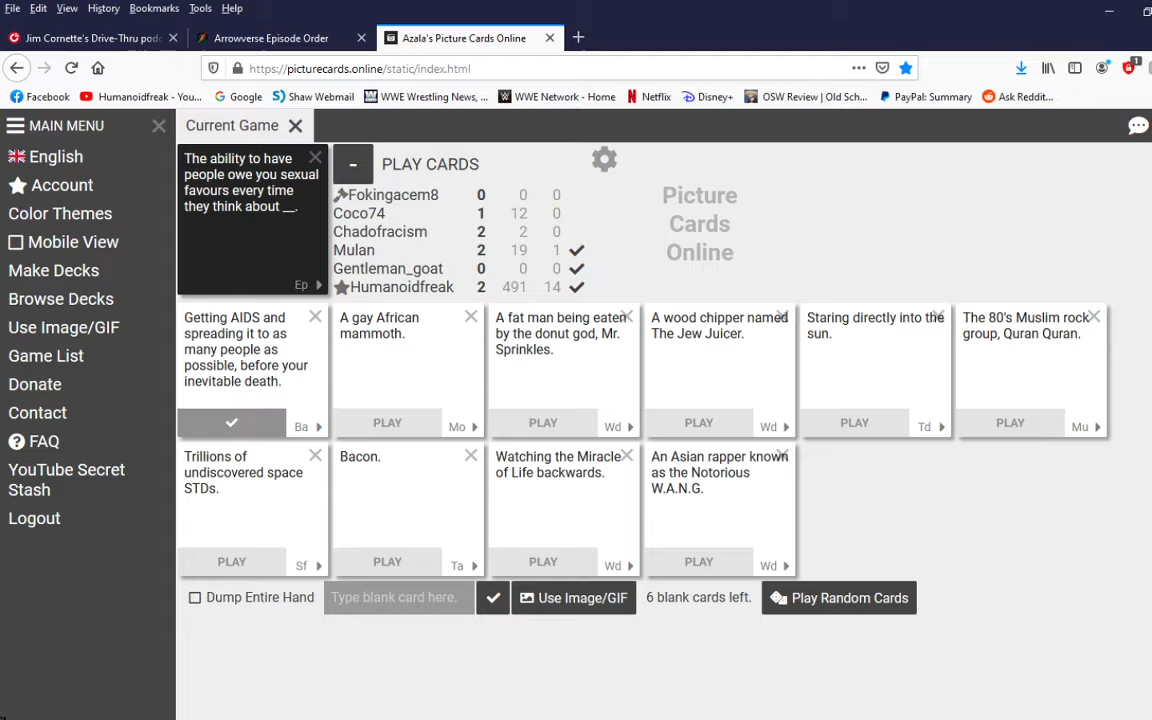 File Edit View History Bookmarks Tools Help
Jim Cornette's Drive-Thru podc
Arrowverse Episode Order
Azala's Picture Cards Online
https://picturecards.online/static/index.html
1
Facebook
Humanoidfreak - You...
Google
Shaw Webmail
WWE Wrestling News, ...
WWE Network - Home
Netflix
Disney+
OSW Review | Old Sch...
PayPal: Summary
Ask Reddit...
MAIN MENU
English
Account
Color Themes
Mobile View
Make Decks
Browse Decks
Use Image/GIF
Game List
Donate
Contact
FAQ
YouTube Secret
Stash
Logout
Current Game
The ability to have
people owe you sexual
favours every time
they think about __.
Ep
-
PLAY CARDS
Fokingacem8 0 0 0
Coco74 1 12 0
Chadofracism 2 2 0
Mulan 2 19 1
Gentleman_goat 0 0 0
Humanoidfreak 2 491 14
Picture
Cards
Online
Getting AIDS and
spreading it to as
many people as
possible, before your
inevitable death.
Ba
A gay African
mammoth.
PLAY
Mo
A fat man being eaten
by the donut god, Mr.
Sprinkles.
PLAY
Wd
A wood chipper named
The Jew Juicer.
PLAY
Wd
Staring directly into the
sun.
PLAY
Td
The 80's Muslim rock
group, Quran Quran.
PLAY
Mu
Trillions of
undiscovered space
STDs.
PLAY
Sf
Bacon.
PLAY
Ta
Watching the Miracle
of Life backwards.
PLAY
Wd
An Asian rapper known
as the Notorious
W.A.N.G.
PLAY
Wd
Dump Entire Hand
Type blank card here.
Use Image/GIF
6 blank cards left.
Play Random Cards